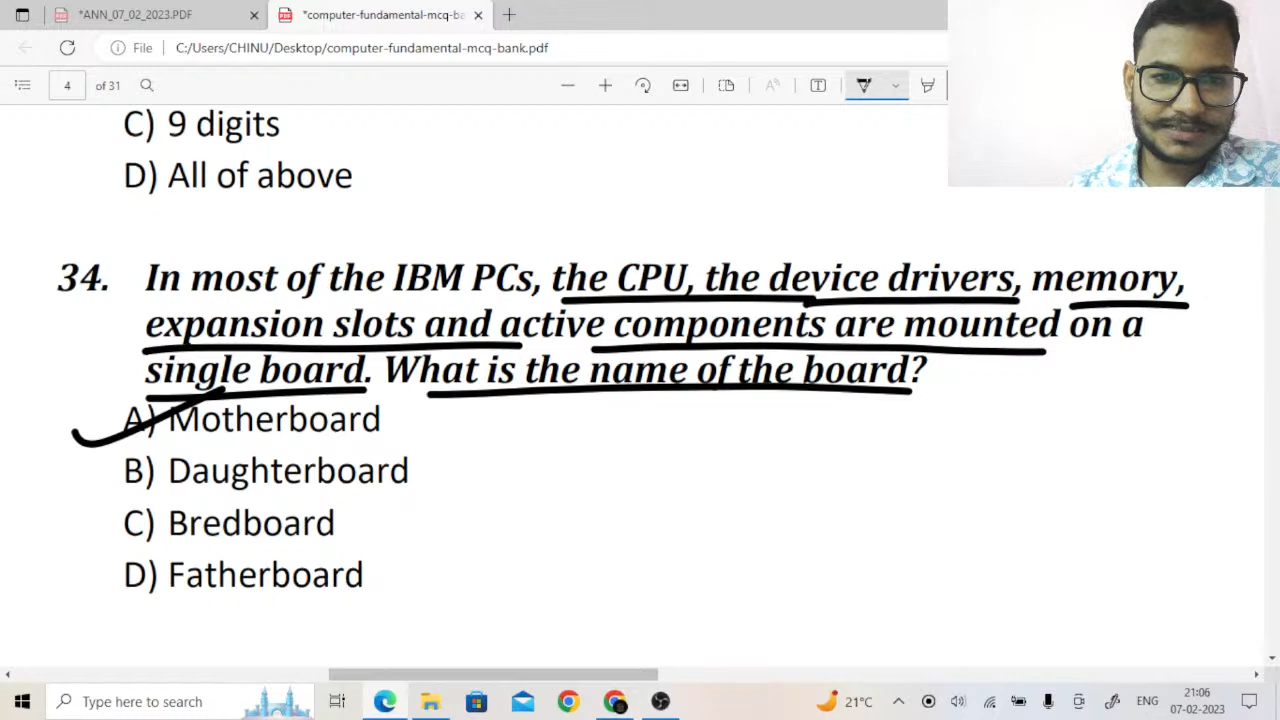 *ANN_07_02_2023.PDF
*computer-fundamental-mcq-ba
File
C:/Users/CHINU/Desktop/computer-fundamental-mcq-bank.pdf
4 of 31
C) 9 digits
D) All of above
34. In most of the IBM PCs, the CPU, the device drivers, memory,
expansion slots and active components are mounted on a
single board. What is the name of the board?
A) Motherboard
B) Daughterboard
C) Bredboard
D) Fatherboard
Type here to search
21°C
ENG
21:06
07-02-2023